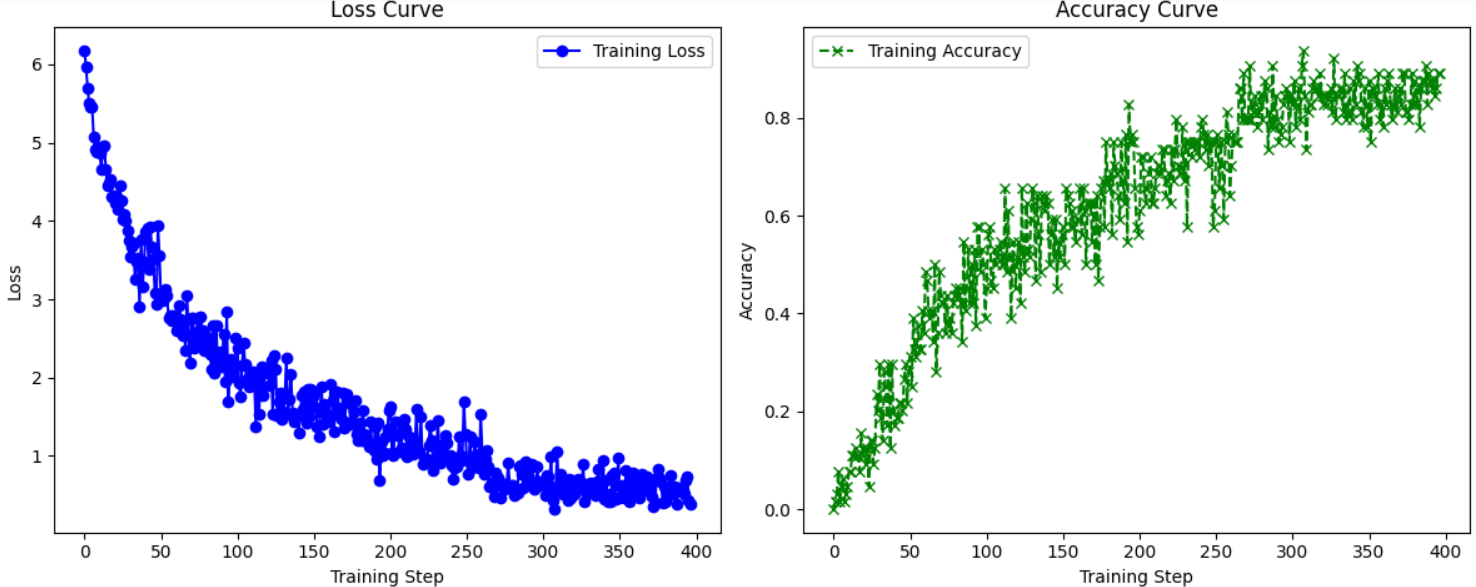 Loss Curve
Training Loss
6
5
4
3
2
1
Loss
0 50 100 150 200 250 300 350 400
Training Step
Accuracy Curve
Training Accuracy
0.8
0.6
0.4
0.2
0.0
Accuracy
0 50 100 150 200 250 300 350 400
Training Step